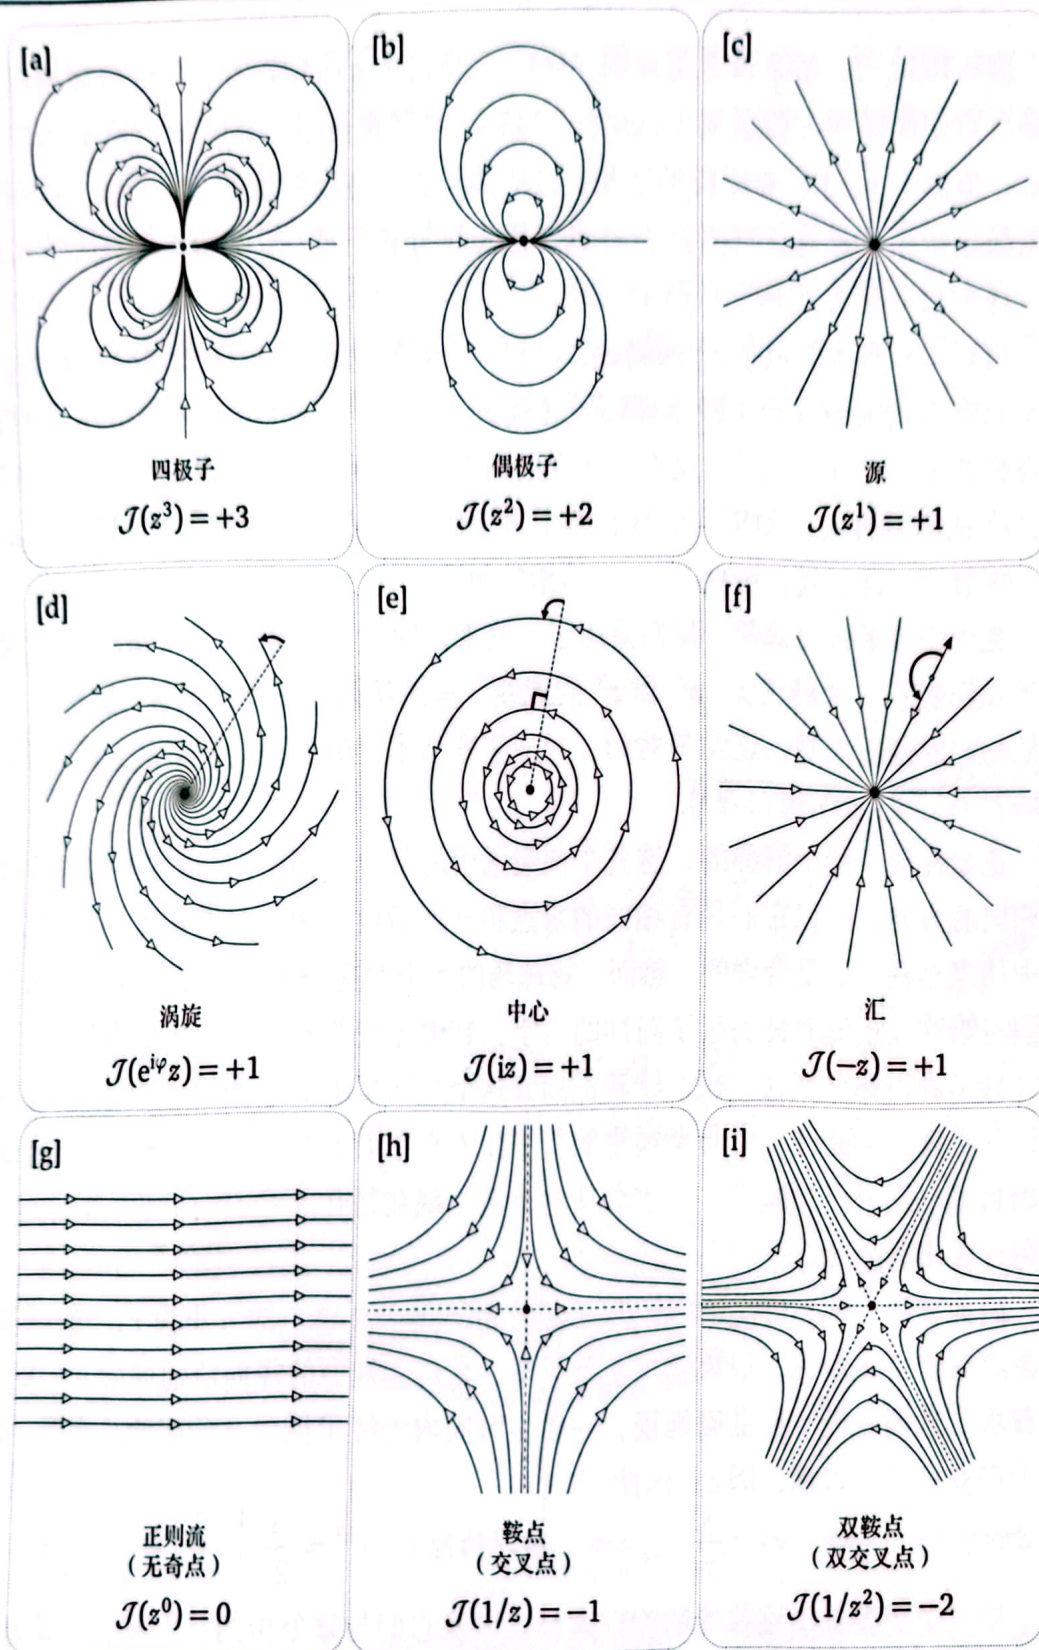 [a]
四极子
𝒥(z³) = +3
[b]
偶极子
𝒥(z²) = +2
[c]
源
𝒥(z¹) = +1
[d]
涡旋
𝒥(e^{iφ}z) = +1
[e]
中心
𝒥(iz) = +1
[f]
汇
𝒥(−z) = +1
[g]
正则流
（无奇点）
𝒥(z⁰) = 0
[h]
鞍点
（交叉点）
𝒥(1/z) = −1
[i]
双鞍点
（双交叉点）
𝒥(1/z²) = −2